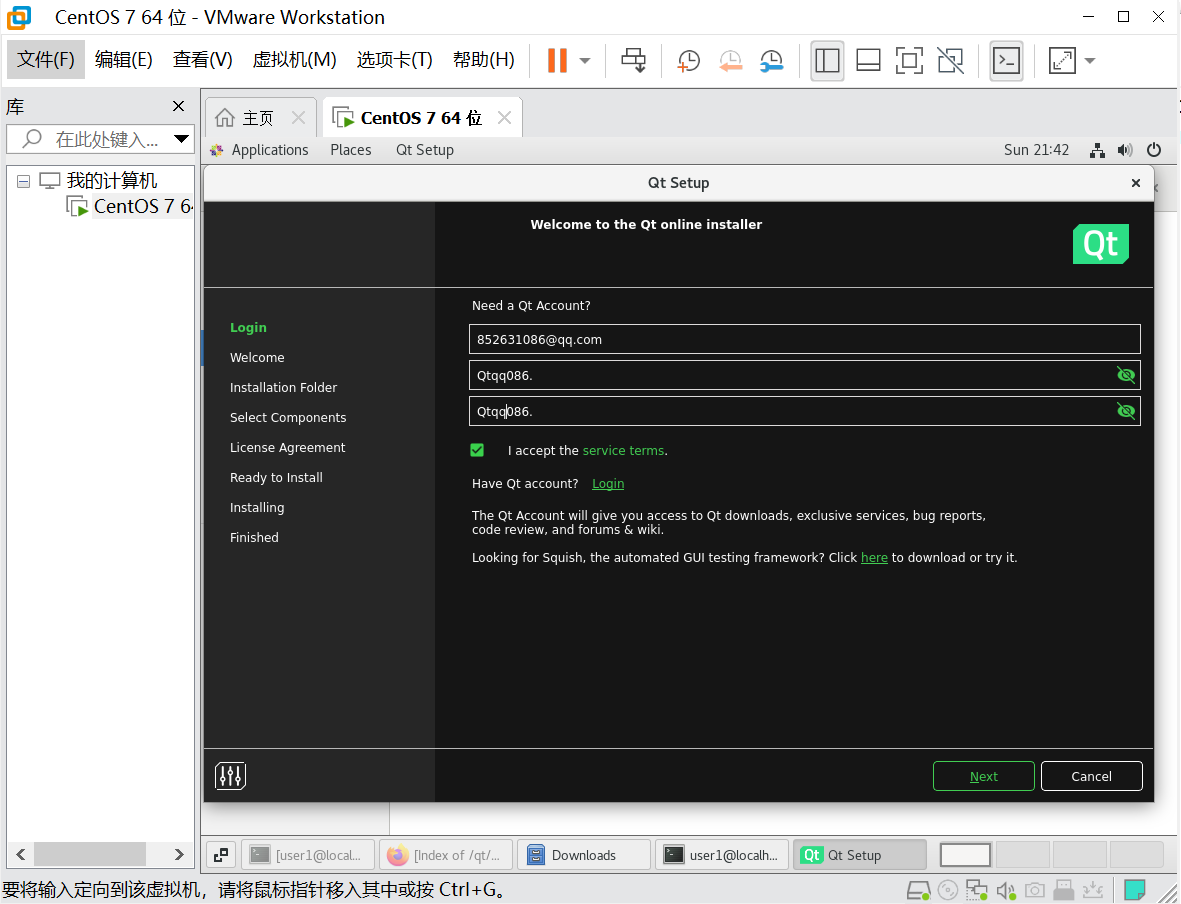 CentOS 7 64 位 - VMware Workstation
文件(F) 编辑(E) 查看(V) 虚拟机(M) 选项卡(T) 帮助(H)
库
在此处键入...
我的计算机
CentOS 7 64
主页
CentOS 7 64 位
Applications Places Qt Setup Sun 21:42
Qt Setup
Welcome to the Qt online installer
Qt
Login
Welcome
Installation Folder
Select Components
License Agreement
Ready to Install
Installing
Finished
Need a Qt Account?
852631086@qq.com
Qtqq086.
Qtqq086.
I accept the service terms.
Have Qt account? Login
The Qt Account will give you access to Qt downloads, exclusive services, bug reports,
code review, and forums & wiki.
Looking for Squish, the automated GUI testing framework? Click here to download or try it.
Next Cancel
[user1@local... [Index of /qt/... Downloads user1@localh... Qt Qt Setup
要将输入定向到该虚拟机，请将鼠标指针移入其中或按 Ctrl+G。